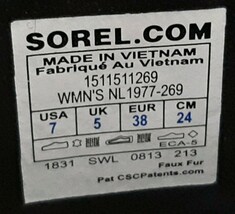 SOREL.COM
MADE IN VIETNAM
Fabriqué Au Vietnam
1511511269
WMN'S NL1977-269
USA UK EUR CM
7 5 38 24
ECA-5
1831 SWL 0813 213
Faux Fur
Pat CSCPatents.com